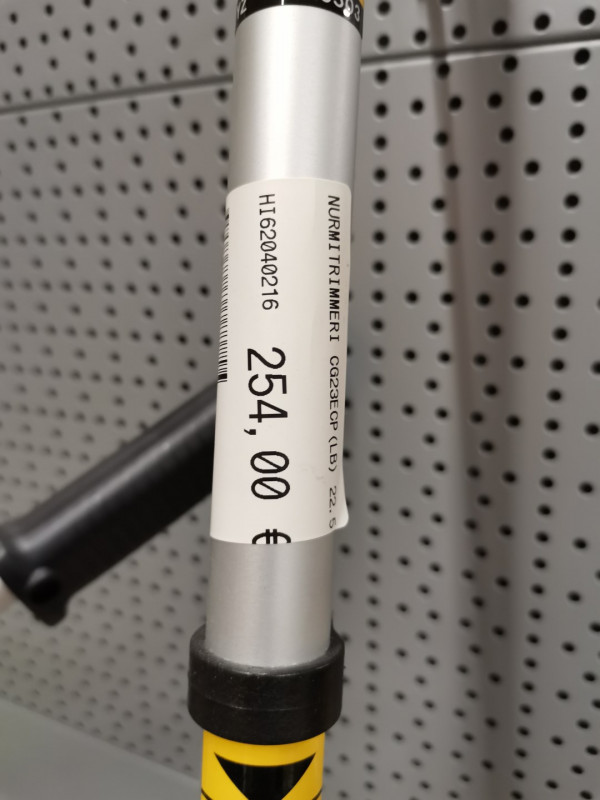 NURMITRIMMERI CG23ECP(LB) 22.5
HI62040216
254,00 €